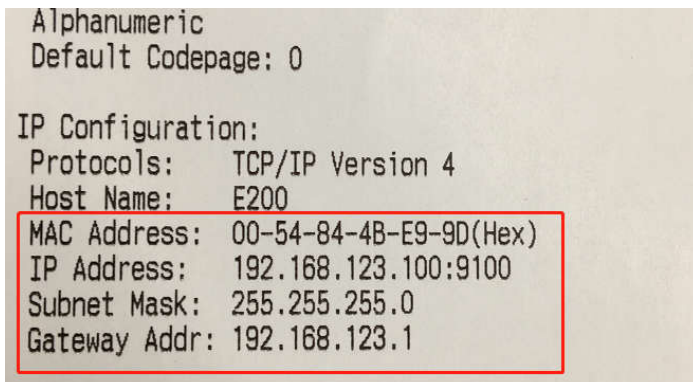 Alphanumeric
Default Codepage: 0
IP Configuration:
Protocols: TCP/IP Version 4
Host Name: E200
MAC Address: 00-54-84-4B-E9-9D(Hex)
IP Address: 192.168.123.100:9100
Subnet Mask: 255.255.255.0
Gateway Addr: 192.168.123.1